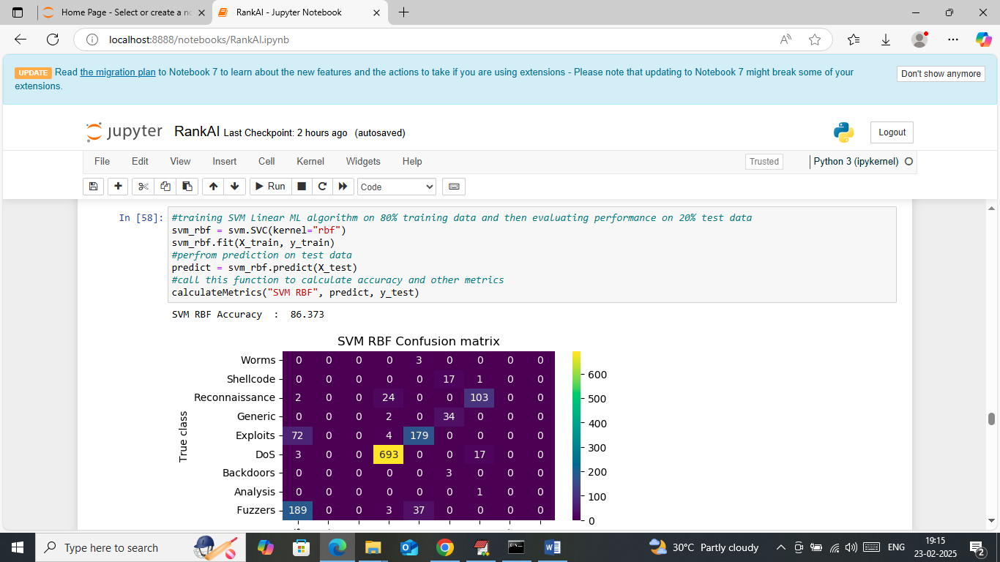 Home Page - Select or create a n
RankAI - Jupyter Notebook
localhost:8888/notebooks/RankAI.ipynb
UPDATE Read the migration plan to Notebook 7 to learn about the new features and the actions to take if you are using extensions - Please note that updating to Notebook 7 might break some of your
extensions.
Don't show anymore
jupyter RankAI Last Checkpoint: 2 hours ago (autosaved)
Logout
File Edit View Insert Cell Kernel Widgets Help
Trusted
Python 3 (ipykernel)
Run
Code
In [58]: #training SVM Linear ML algorithm on 80% training data and then evaluating performance on 20% test data
svm_rbf = svm.SVC(kernel="rbf")
svm_rbf.fit(X_train, y_train)
#perfrom prediction on test data
predict = svm_rbf.predict(X_test)
#call this function to calculate accuracy and other metrics
calculateMetrics("SVM RBF", predict, y_test)
SVM RBF Accuracy : 86.373
SVM RBF Confusion matrix
True class
Worms 0 0 0 0 3 0 0 0 0
Shellcode 0 0 0 0 0 17 1 0 0
Reconnaissance 2 0 0 24 0 0 103 0 0
Generic 0 0 0 2 0 34 0 0 0
Exploits 72 0 0 4 179 0 0 0 0
DoS 3 0 0 693 0 0 17 0 0
Backdoors 0 0 0 0 0 3 0 0 0
Analysis 0 0 0 0 0 0 1 0 0
Fuzzers 189 0 0 3 37 0 0 0 0
600
500
400
300
200
100
0
Type here to search
30°C Partly cloudy
ENG
19:15
23-02-2025
2